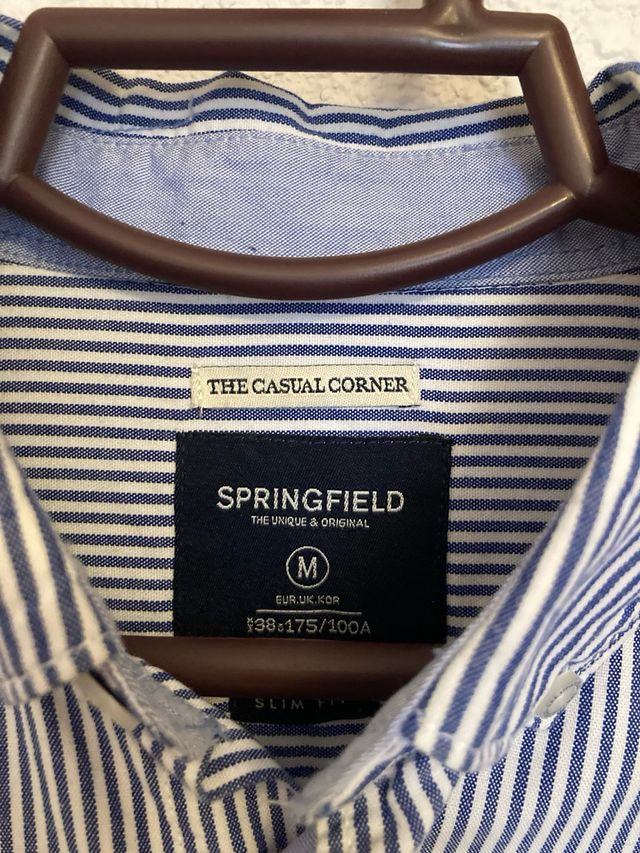 THE CASUAL CORNER
SPRINGFIELD
THE UNIQUE & ORIGINAL
M
EUR.UK.KOR
38 175/100A
SLIM